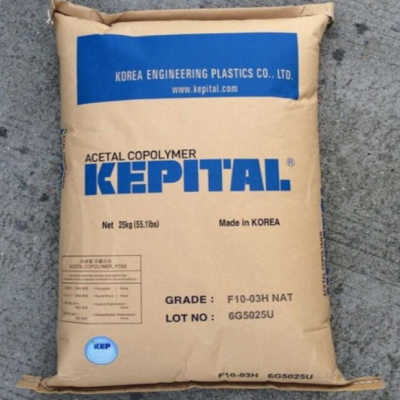 KOREA ENGINEERING PLASTICS CO., LTD.
www.kepital.com
ACETAL COPOLYMER
KEPITAL®
Net 25kg (55.1lbs)
Made in KOREA
ACETAL COPOLYMER, POM
GRADE : F10-03H NAT
LOT NO : 6G5025U
KEP
F10-03H 6G5025U